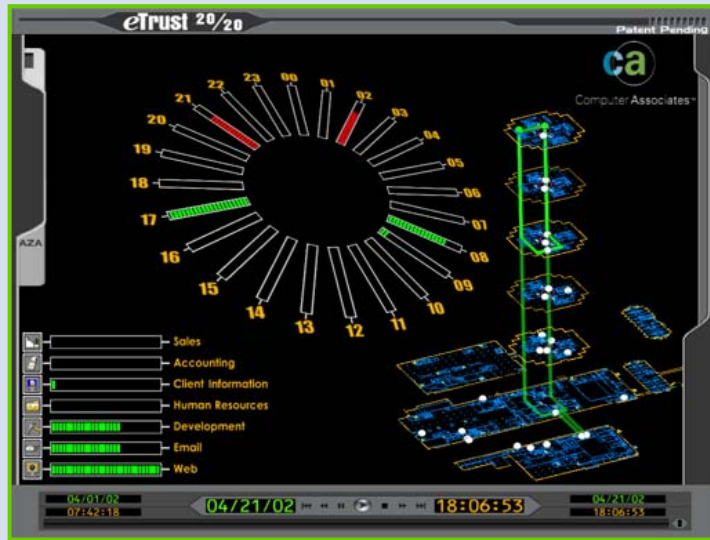 eTrust 20/20
Patent Pending
ca
Computer Associates™
00
01
02
03
04
05
06
07
08
09
10
11
12
13
14
15
16
17
18
19
20
21
22
23
AZA
Sales
Accounting
Client Information
Human Resources
Development
Email
Web
04/01/02
07:42:18
04/21/02
18:06:53
04/21/02
18:06:53